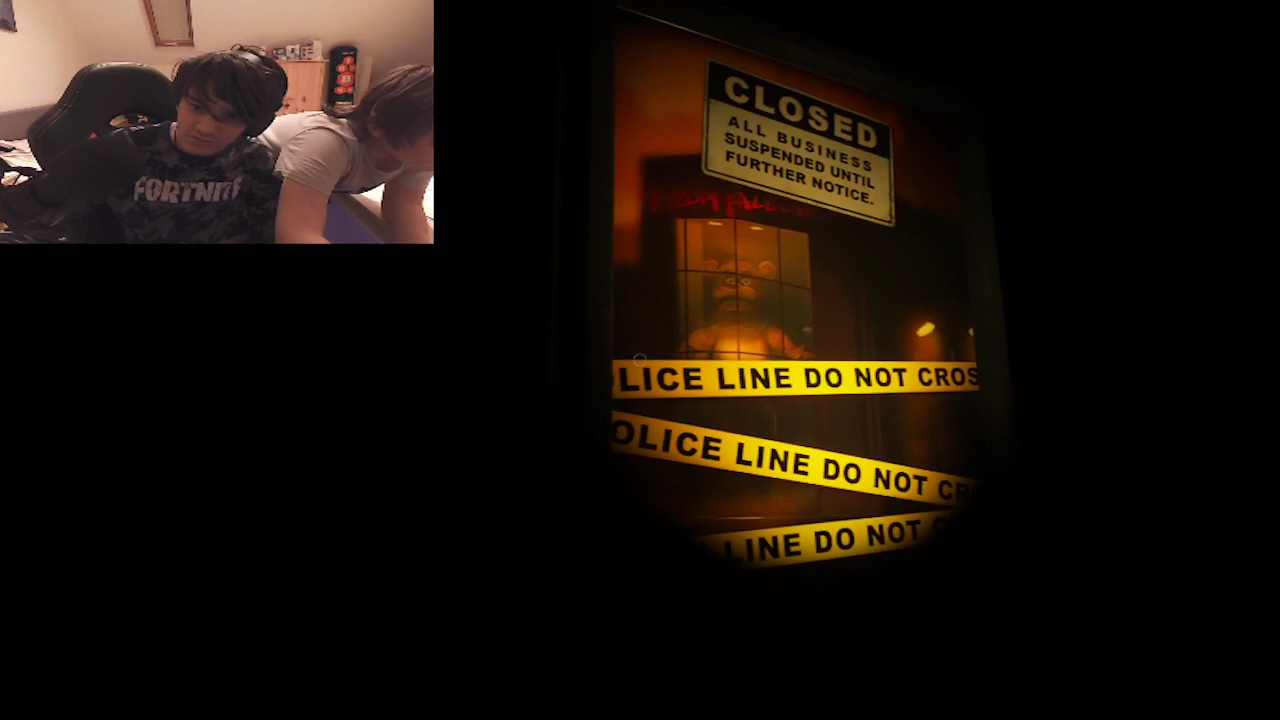 FORTNITE
CLOSED
ALL BUSINESS
SUSPENDED UNTIL
FURTHER NOTICE.
LICE LINE DO NOT CROS
OLICE LINE DO NOT CR
LINE DO NOT